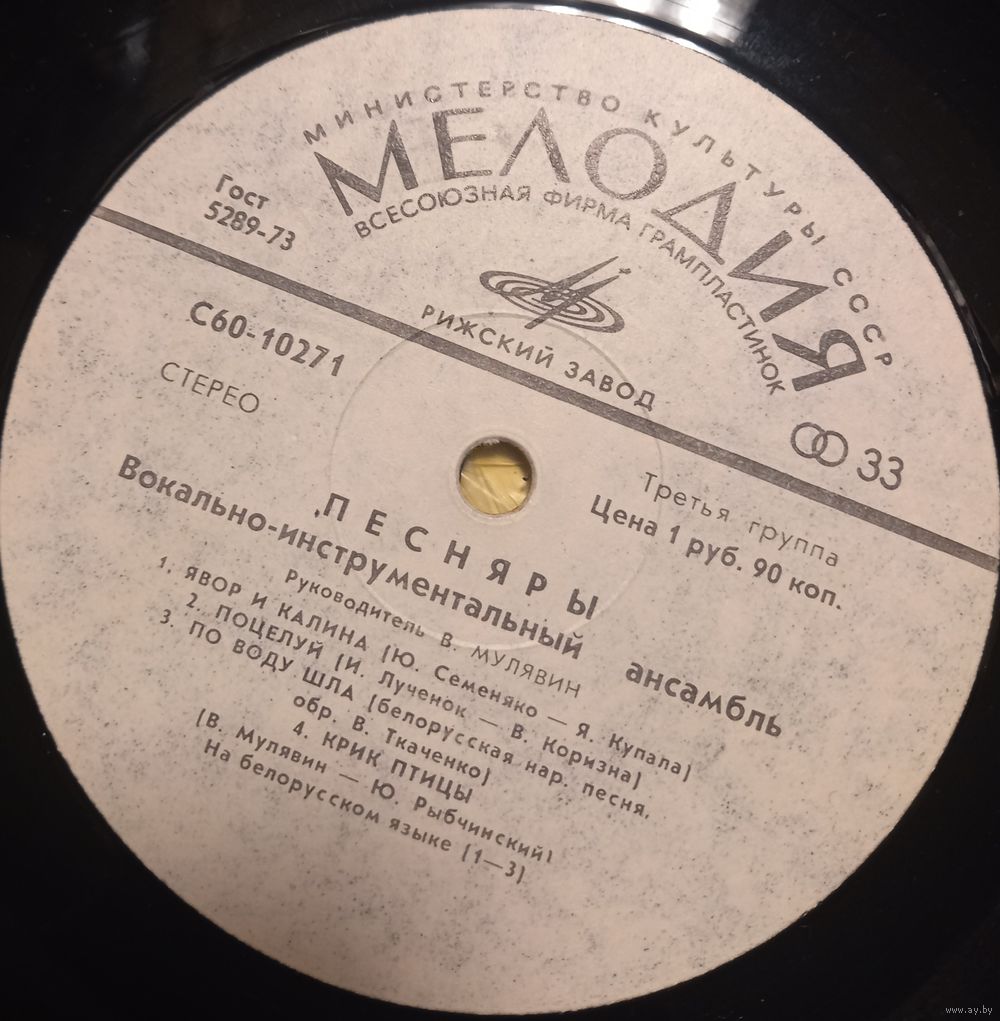 МИНИСТЕРСТВО КУЛЬТУРЫ СССР
МЕЛОДИЯ
ВСЕСОЮЗНАЯ ФИРМА ГРАМПЛАСТИНОК
Гост
5289-73
РИЖСКИЙ ЗАВОД
С60-10271
СТЕРЕО
33
Третья группа
Цена 1 руб. 90 коп.
ПЕСНЯРЫ
Вокально-инструментальный ансамбль
Руководитель В. МУЛЯВИН
1. ЯВОР И КАЛИНА (Ю. Семеняко — Я. Купала)
2. ПОЦЕЛУЙ (И. Лученок — В. Коризна)
3. ПО ВОДУ ШЛА (белорусская нар. песня,
обр. В. Ткаченко)
4. КРИК ПТИЦЫ
(В. Мулявин — Ю. Рыбчинский)
На белорусском языке (1—3)
www.ay.by